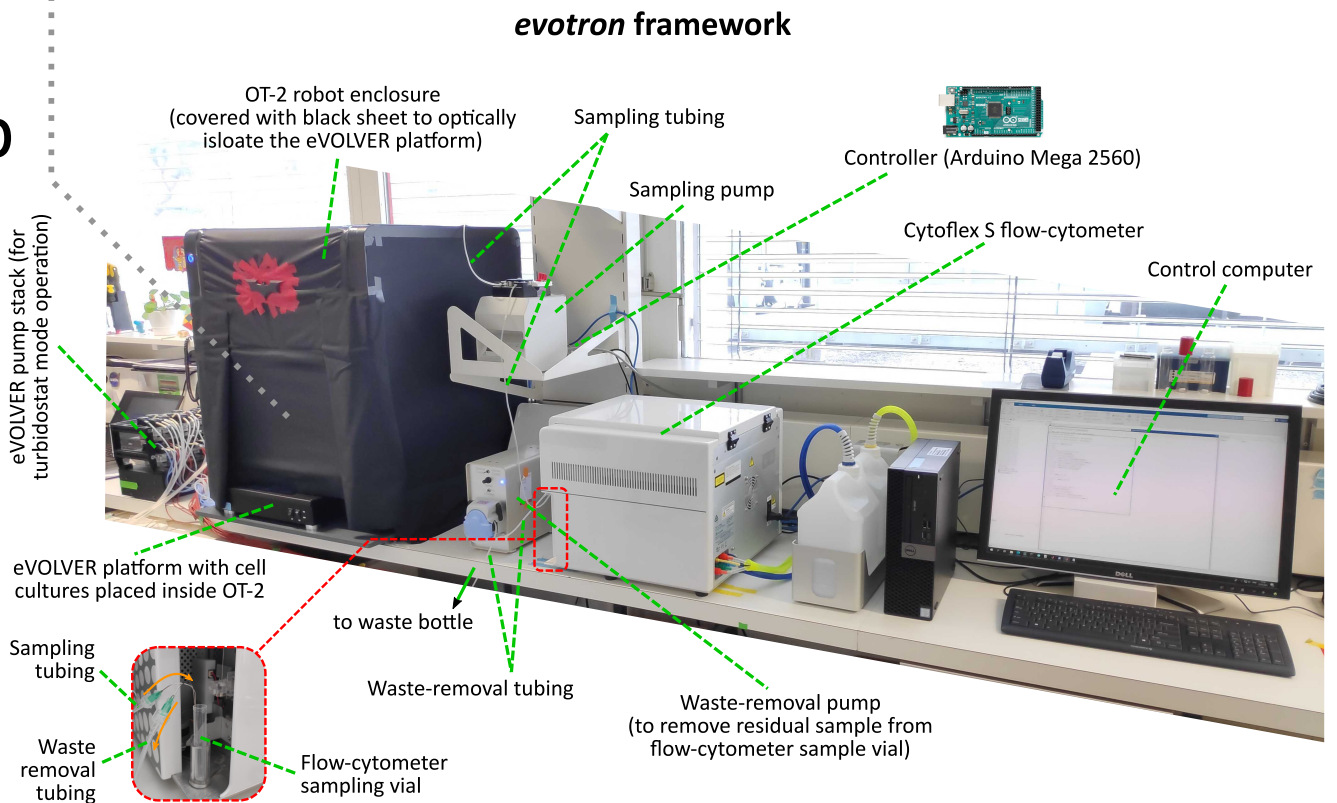 evotron framework
OT-2 robot enclosure
(covered with black sheet to optically
isloate the eVOLVER platform)
Sampling tubing
Controller (Arduino Mega 2560)
Sampling pump
Cytoflex S flow-cytometer
Control computer
eVOLVER pump stack (for
turbidostat mode operation)
eVOLVER platform with cell
cultures placed inside OT-2
to waste bottle
Sampling
tubing
Waste-removal tubing
Waste-removal pump
(to remove residual sample from
flow-cytometer sample vial)
Waste
removal
tubing
Flow-cytometer
sampling vial
DELL